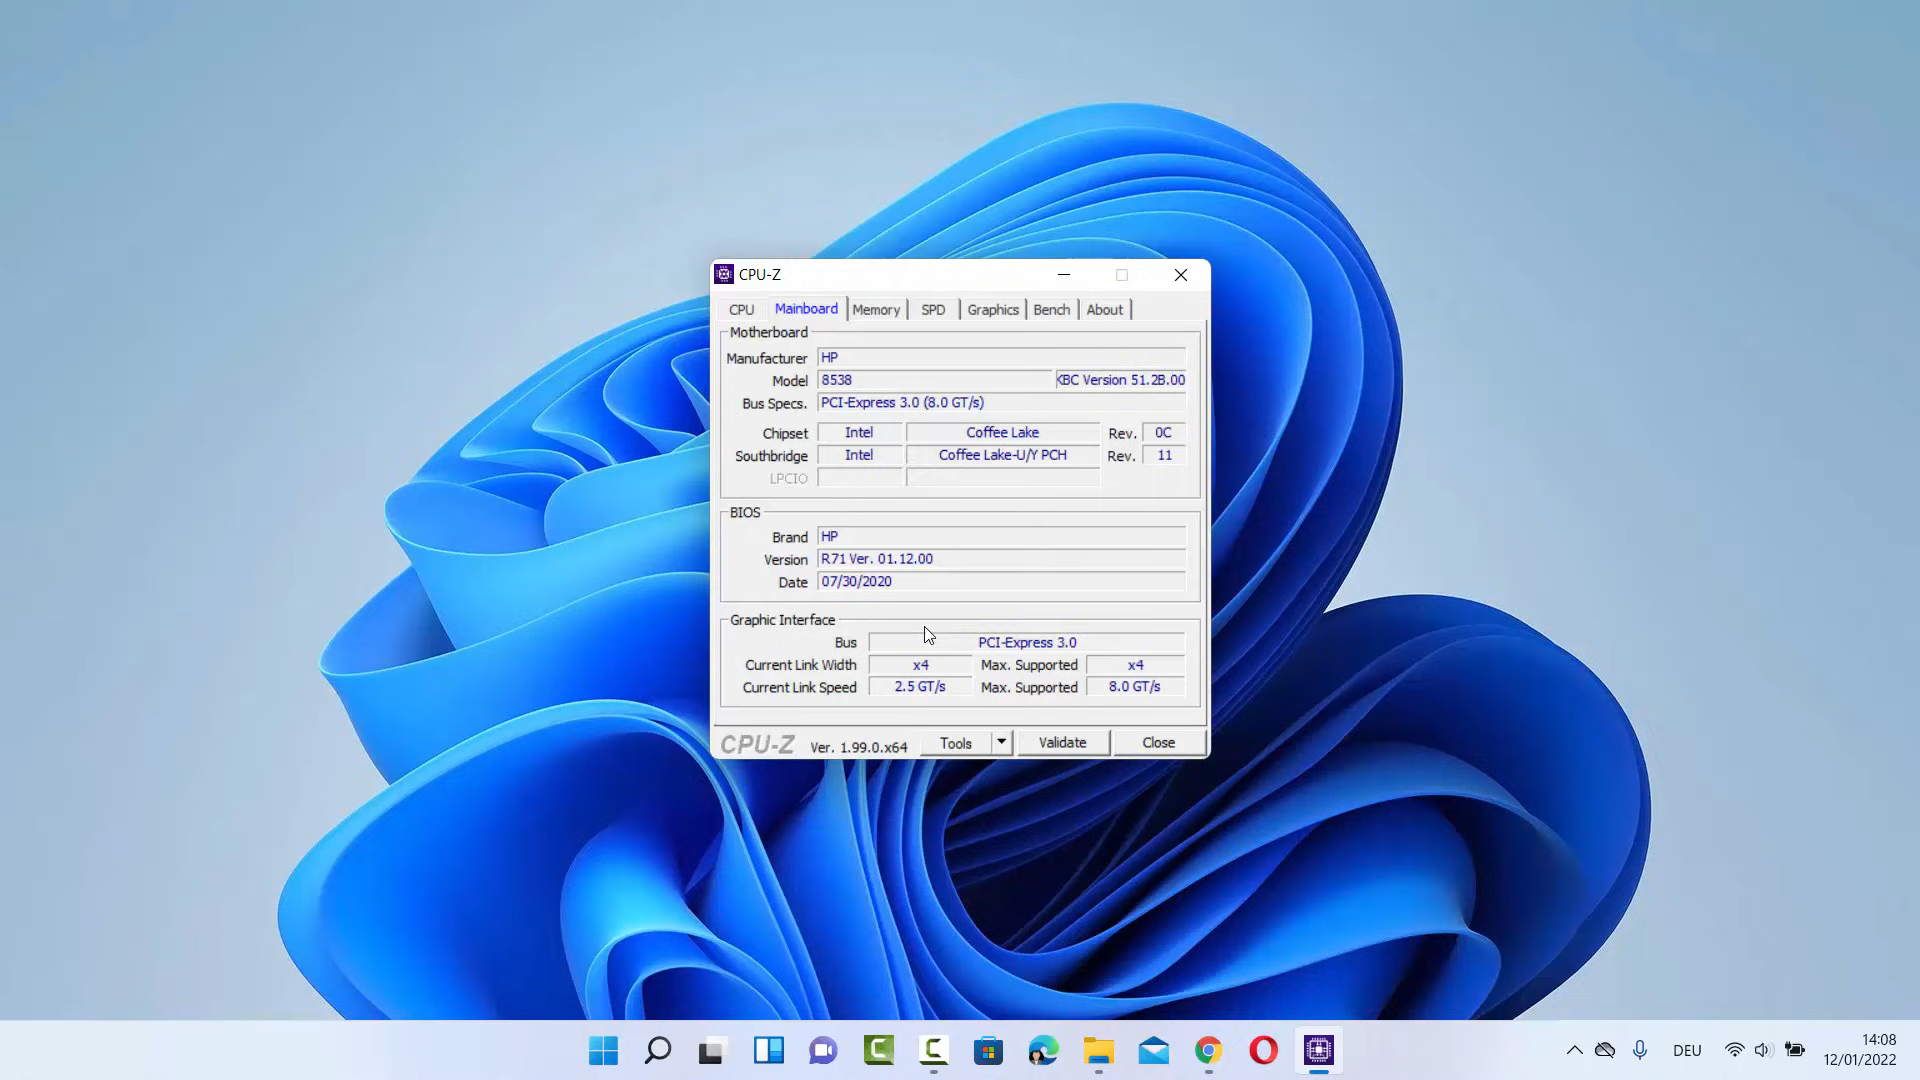 CPU-Z
CPU Mainboard Memory SPD Graphics Bench About
Motherboard
Manufacturer HP
Model 8538 KBC Version 51.2B.00
Bus Specs. PCI-Express 3.0 (8.0 GT/s)
Chipset Intel Coffee Lake Rev. 0C
Southbridge Intel Coffee Lake-U/Y PCH Rev. 11
LPCIO
BIOS
Brand HP
Version R71 Ver. 01.12.00
Date 07/30/2020
Graphic Interface
Bus PCI-Express 3.0
Current Link Width x4 Max. Supported x4
Current Link Speed 2.5 GT/s Max. Supported 8.0 GT/s
CPU-Z Ver. 1.99.0.x64 Tools Validate Close
DEU
14:08
12/01/2022